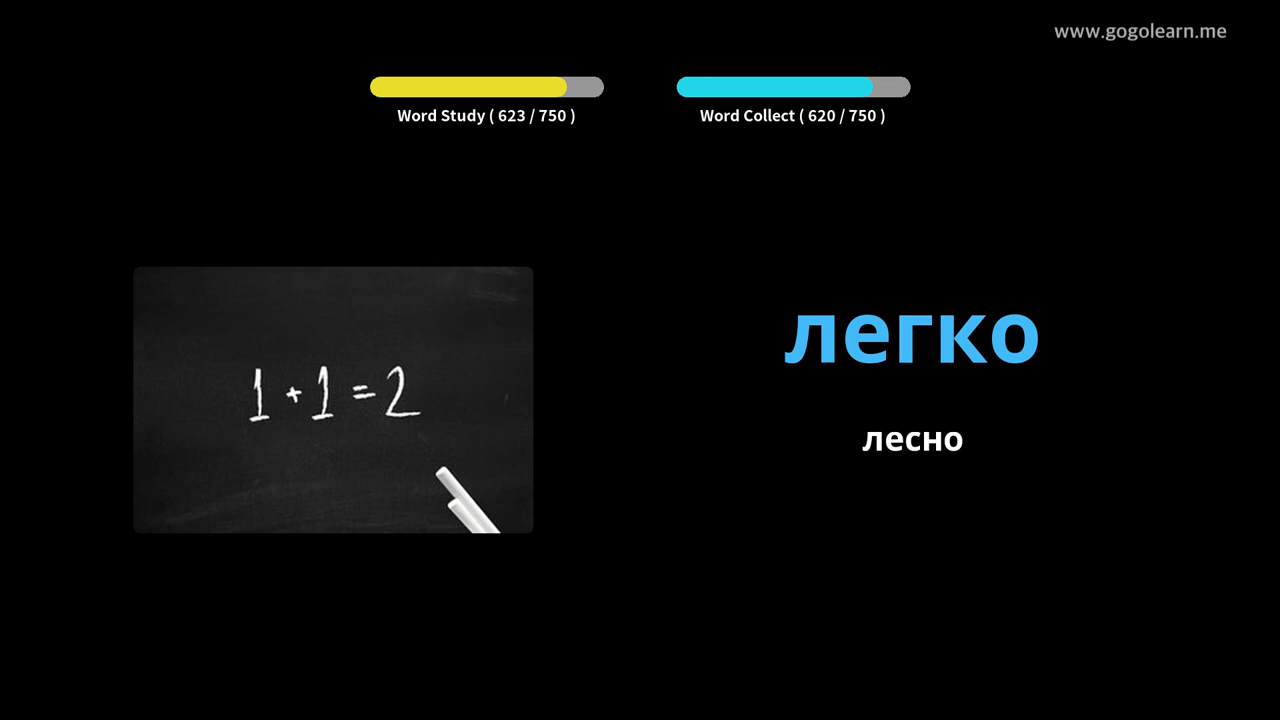 www.gogolearn.me
Word Study ( 623 / 750 )
Word Collect ( 620 / 750 )
1 + 1 = 2
легко
лесно